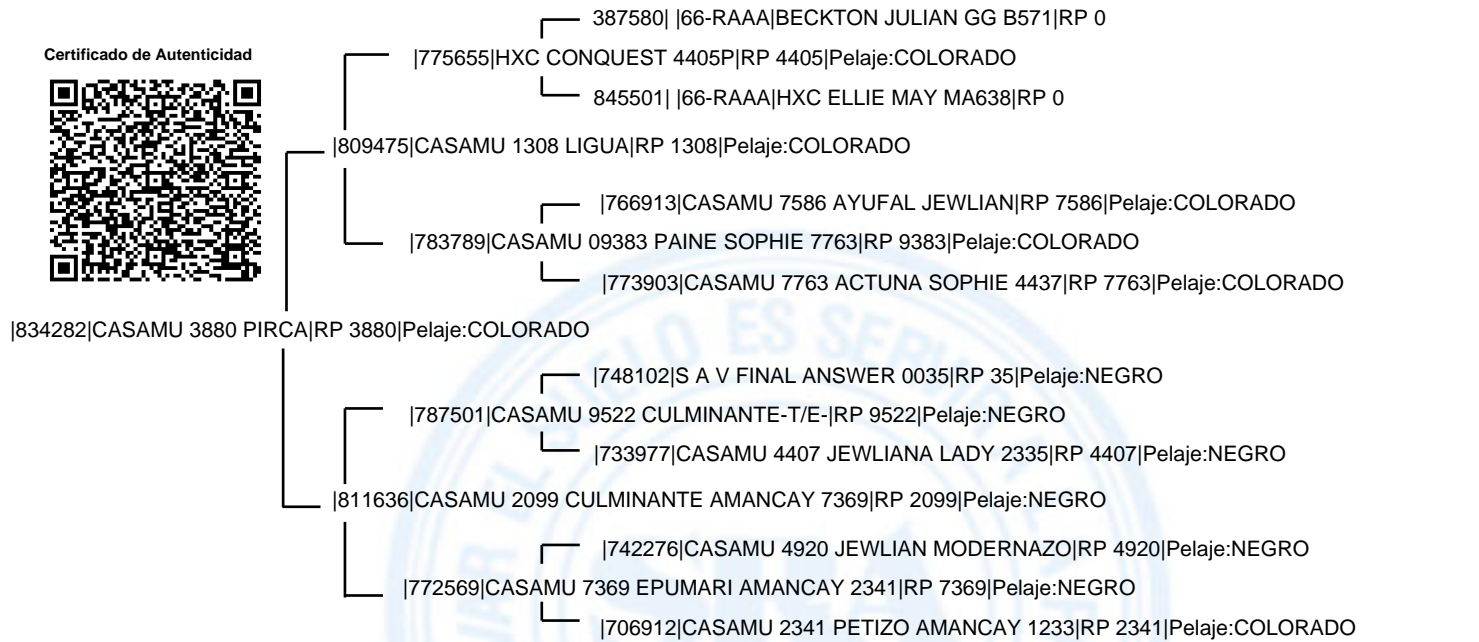 387580| |66-RAAA|BECKTON JULIAN GG B571|RP 0
Certificado de Autenticidad
|775655|HXC CONQUEST 4405P|RP 4405|Pelaje:COLORADO
845501| |66-RAAA|HXC ELLIE MAY MA638|RP 0
|809475|CASAMU 1308 LIGUA|RP 1308|Pelaje:COLORADO
|766913|CASAMU 7586 AYUFAL JEWLIAN|RP 7586|Pelaje:COLORADO
|783789|CASAMU 09383 PAINE SOPHIE 7763|RP 9383|Pelaje:COLORADO
|773903|CASAMU 7763 ACTUNA SOPHIE 4437|RP 7763|Pelaje:COLORADO
|834282|CASAMU 3880 PIRCA|RP 3880|Pelaje:COLORADO
|748102|S A V FINAL ANSWER 0035|RP 35|Pelaje:NEGRO
|787501|CASAMU 9522 CULMINANTE-T/E-|RP 9522|Pelaje:NEGRO
|733977|CASAMU 4407 JEWLIANA LADY 2335|RP 4407|Pelaje:NEGRO
|811636|CASAMU 2099 CULMINANTE AMANCAY 7369|RP 2099|Pelaje:NEGRO
|742276|CASAMU 4920 JEWLIAN MODERNAZO|RP 4920|Pelaje:NEGRO
|772569|CASAMU 7369 EPUMARI AMANCAY 2341|RP 7369|Pelaje:NEGRO
|706912|CASAMU 2341 PETIZO AMANCAY 1233|RP 2341|Pelaje:COLORADO